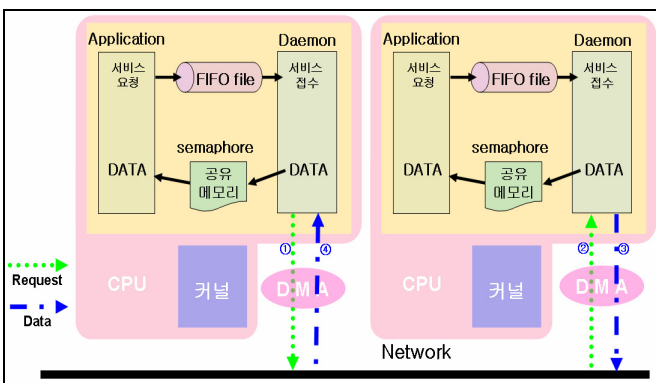 Application
Daemon
서비스
요청
FIFO file
서비스
접수
semaphore
DATA
공유
메모리
DATA
Application
Daemon
서비스
요청
FIFO file
서비스
접수
semaphore
DATA
공유
메모리
DATA
① ④
② ③
Request
Data
CPU
커널
DMA
CPU
커널
DMA
Network